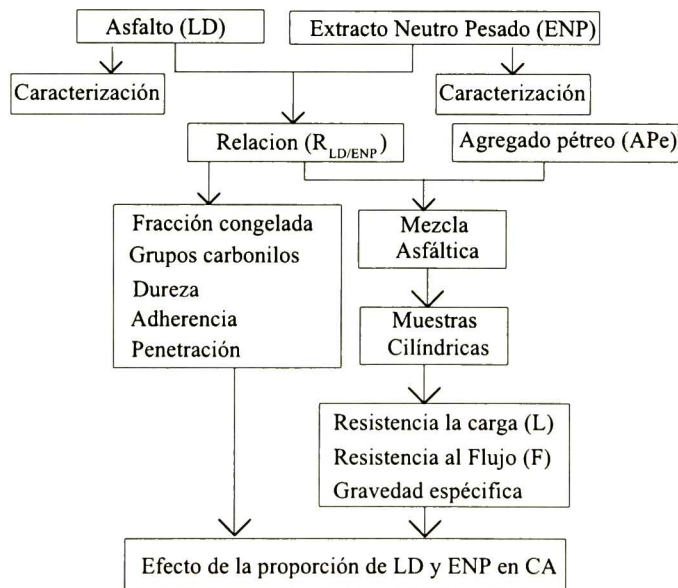 Asfalto (LD)
Extracto Neutro Pesado (ENP)
Caracterización
Caracterización
Relacion (R LD/ENP)
Agregado pétreo (APe)
Fracción congelada
Grupos carbonilos
Dureza
Adherencia
Penetración
Mezcla
Asfáltica
Muestras
Cilíndricas
Resistencia la carga (L)
Resistencia al Flujo (F)
Gravedad espécifica
Efecto de la proporción de LD y ENP en CA